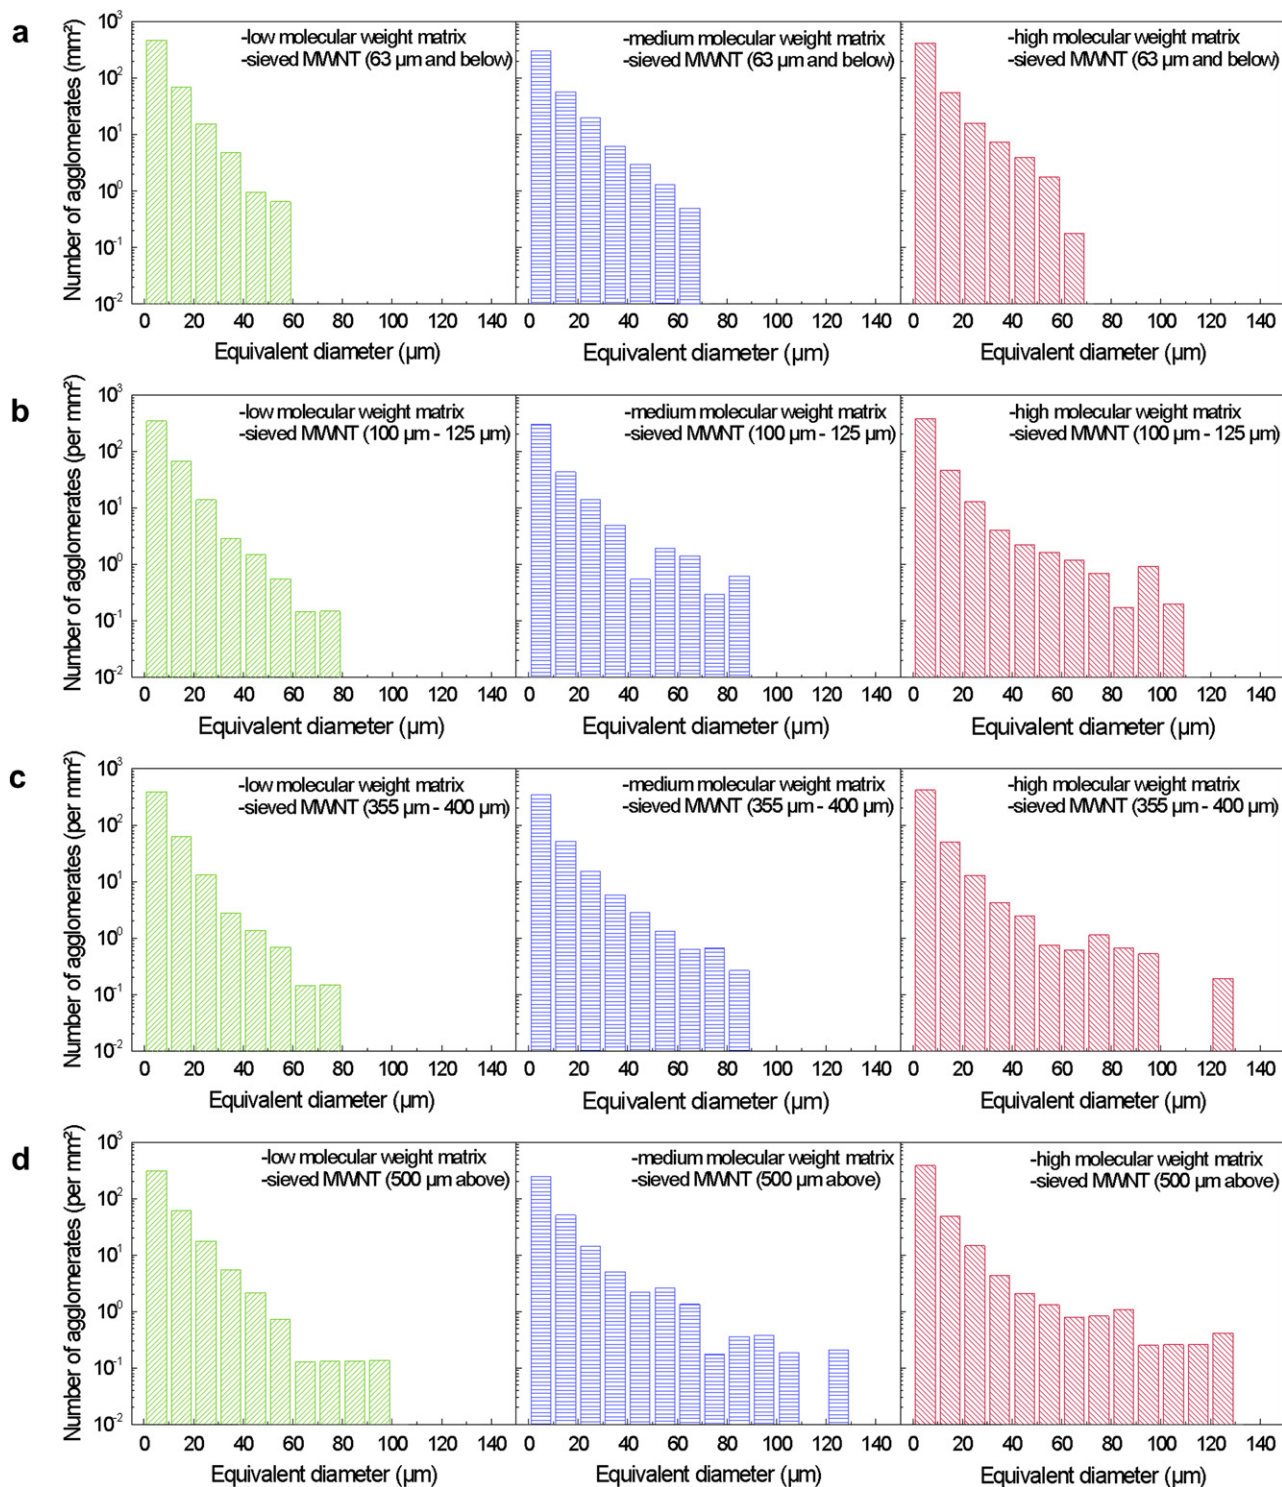 a
Number of agglomerates (mm²)
10³
10²
10¹
10⁰
10⁻¹
10⁻²
-low molecular weight matrix
-sieved MWNT (63 µm and below)
-medium molecular weight matrix
-sieved MWNT (63 µm and below)
-high molecular weight matrix
-sieved MWNT (63 µm and below)
0 20 40 60 80 100 120 140
0 20 40 60 80 100 120 140
0 20 40 60 80 100 120 140
Equivalent diameter (µm)
Equivalent diameter (µm)
Equivalent diameter (µm)
b
Number of agglomerates (per mm²)
10³
10²
10¹
10⁰
10⁻¹
10⁻²
-low molecular weight matrix
-sieved MWNT (100 µm - 125 µm)
-medium molecular weight matrix
-sieved MWNT (100 µm - 125 µm)
-high molecular weight matrix
-sieved MWNT (100 µm - 125 µm)
0 20 40 60 80 100 120 140
0 20 40 60 80 100 120 140
0 20 40 60 80 100 120 140
Equivalent diameter (µm)
Equivalent diameter (µm)
Equivalent diameter (µm)
c
Number of agglomerates (per mm²)
10³
10²
10¹
10⁰
10⁻¹
10⁻²
-low molecular weight matrix
-sieved MWNT (355 µm - 400 µm)
-medium molecular weight matrix
-sieved MWNT (355 µm - 400 µm)
-high molecular weight matrix
-sieved MWNT (355 µm - 400 µm)
0 20 40 60 80 100 120 140
0 20 40 60 80 100 120 140
0 20 40 60 80 100 120 140
Equivalent diameter (µm)
Equivalent diameter (µm)
Equivalent diameter (µm)
d
Number of agglomerates (per mm²)
10³
10²
10¹
10⁰
10⁻¹
10⁻²
-low molecular weight matrix
-sieved MWNT (500 µm above)
-medium molecular weight matrix
-sieved MWNT (500 µm above)
-high molecular weight matrix
-sieved MWNT (500 µm above)
0 20 40 60 80 100 120 140
0 20 40 60 80 100 120 140
0 20 40 60 80 100 120 140
Equivalent diameter (µm)
Equivalent diameter (µm)
Equivalent diameter (µm)